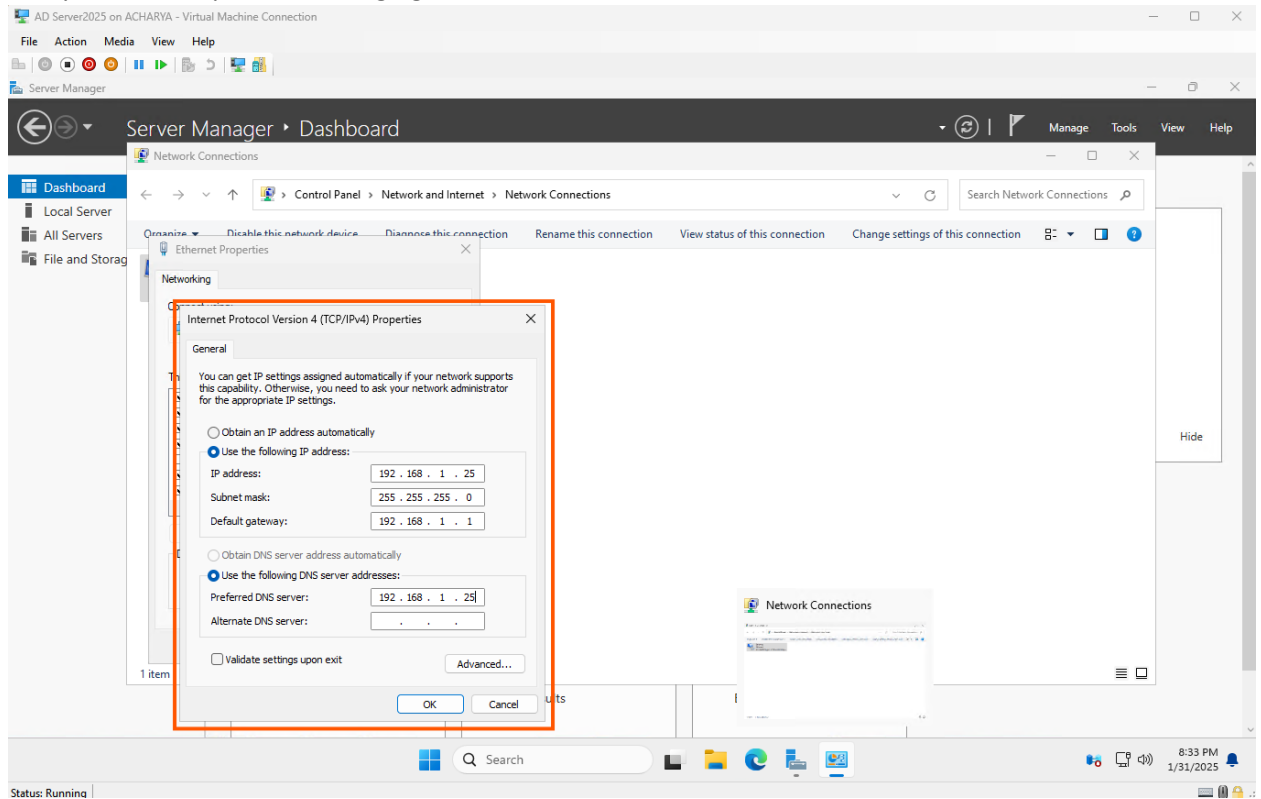 AD Server2025 on ACHARYA - Virtual Machine Connection
File Action Media View Help
Server Manager
Server Manager • Dashboard
Manage Tools View Help
Network Connections
Dashboard
Local Server
All Servers
File and Storag
Control Panel > Network and Internet > Network Connections
Search Network Connections
Organize Disable this network device Diagnose this connection Rename this connection View status of this connection Change settings of this connection
Ethernet Properties
Networking
Internet Protocol Version 4 (TCP/IPv4) Properties
General
You can get IP settings assigned automatically if your network supports
this capability. Otherwise, you need to ask your network administrator
for the appropriate IP settings.
Obtain an IP address automatically
Use the following IP address:
IP address: 192 . 168 . 1 . 25
Subnet mask: 255 . 255 . 255 . 0
Default gateway: 192 . 168 . 1 . 1
Obtain DNS server address automatically
Use the following DNS server addresses:
Preferred DNS server: 192 . 168 . 1 . 25
Alternate DNS server: . . .
Validate settings upon exit
Advanced...
OK Cancel
Hide
Network Connections
1 item
Search
8:33 PM
1/31/2025
Status: Running